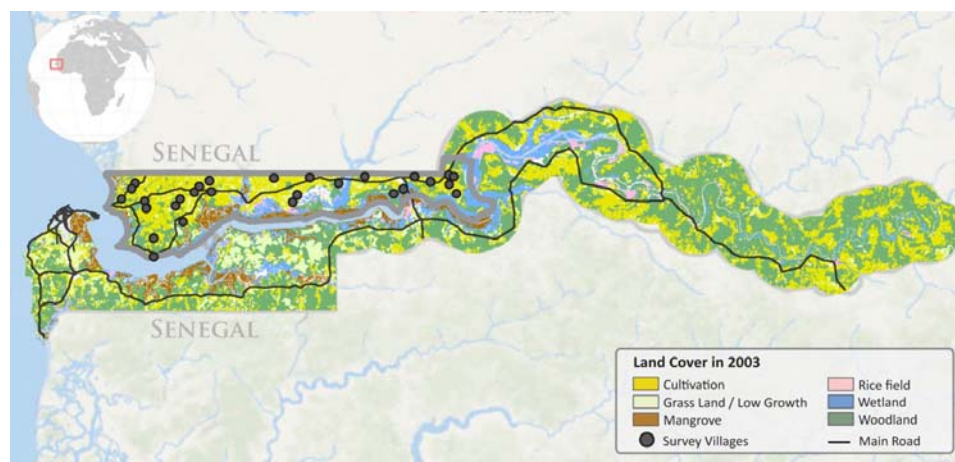 SENEGAL
SENEGAL
Land Cover in 2003
Cultivation
Grass Land / Low Growth
Mangrove
Survey Villages
Rice field
Wetland
Woodland
Main Road